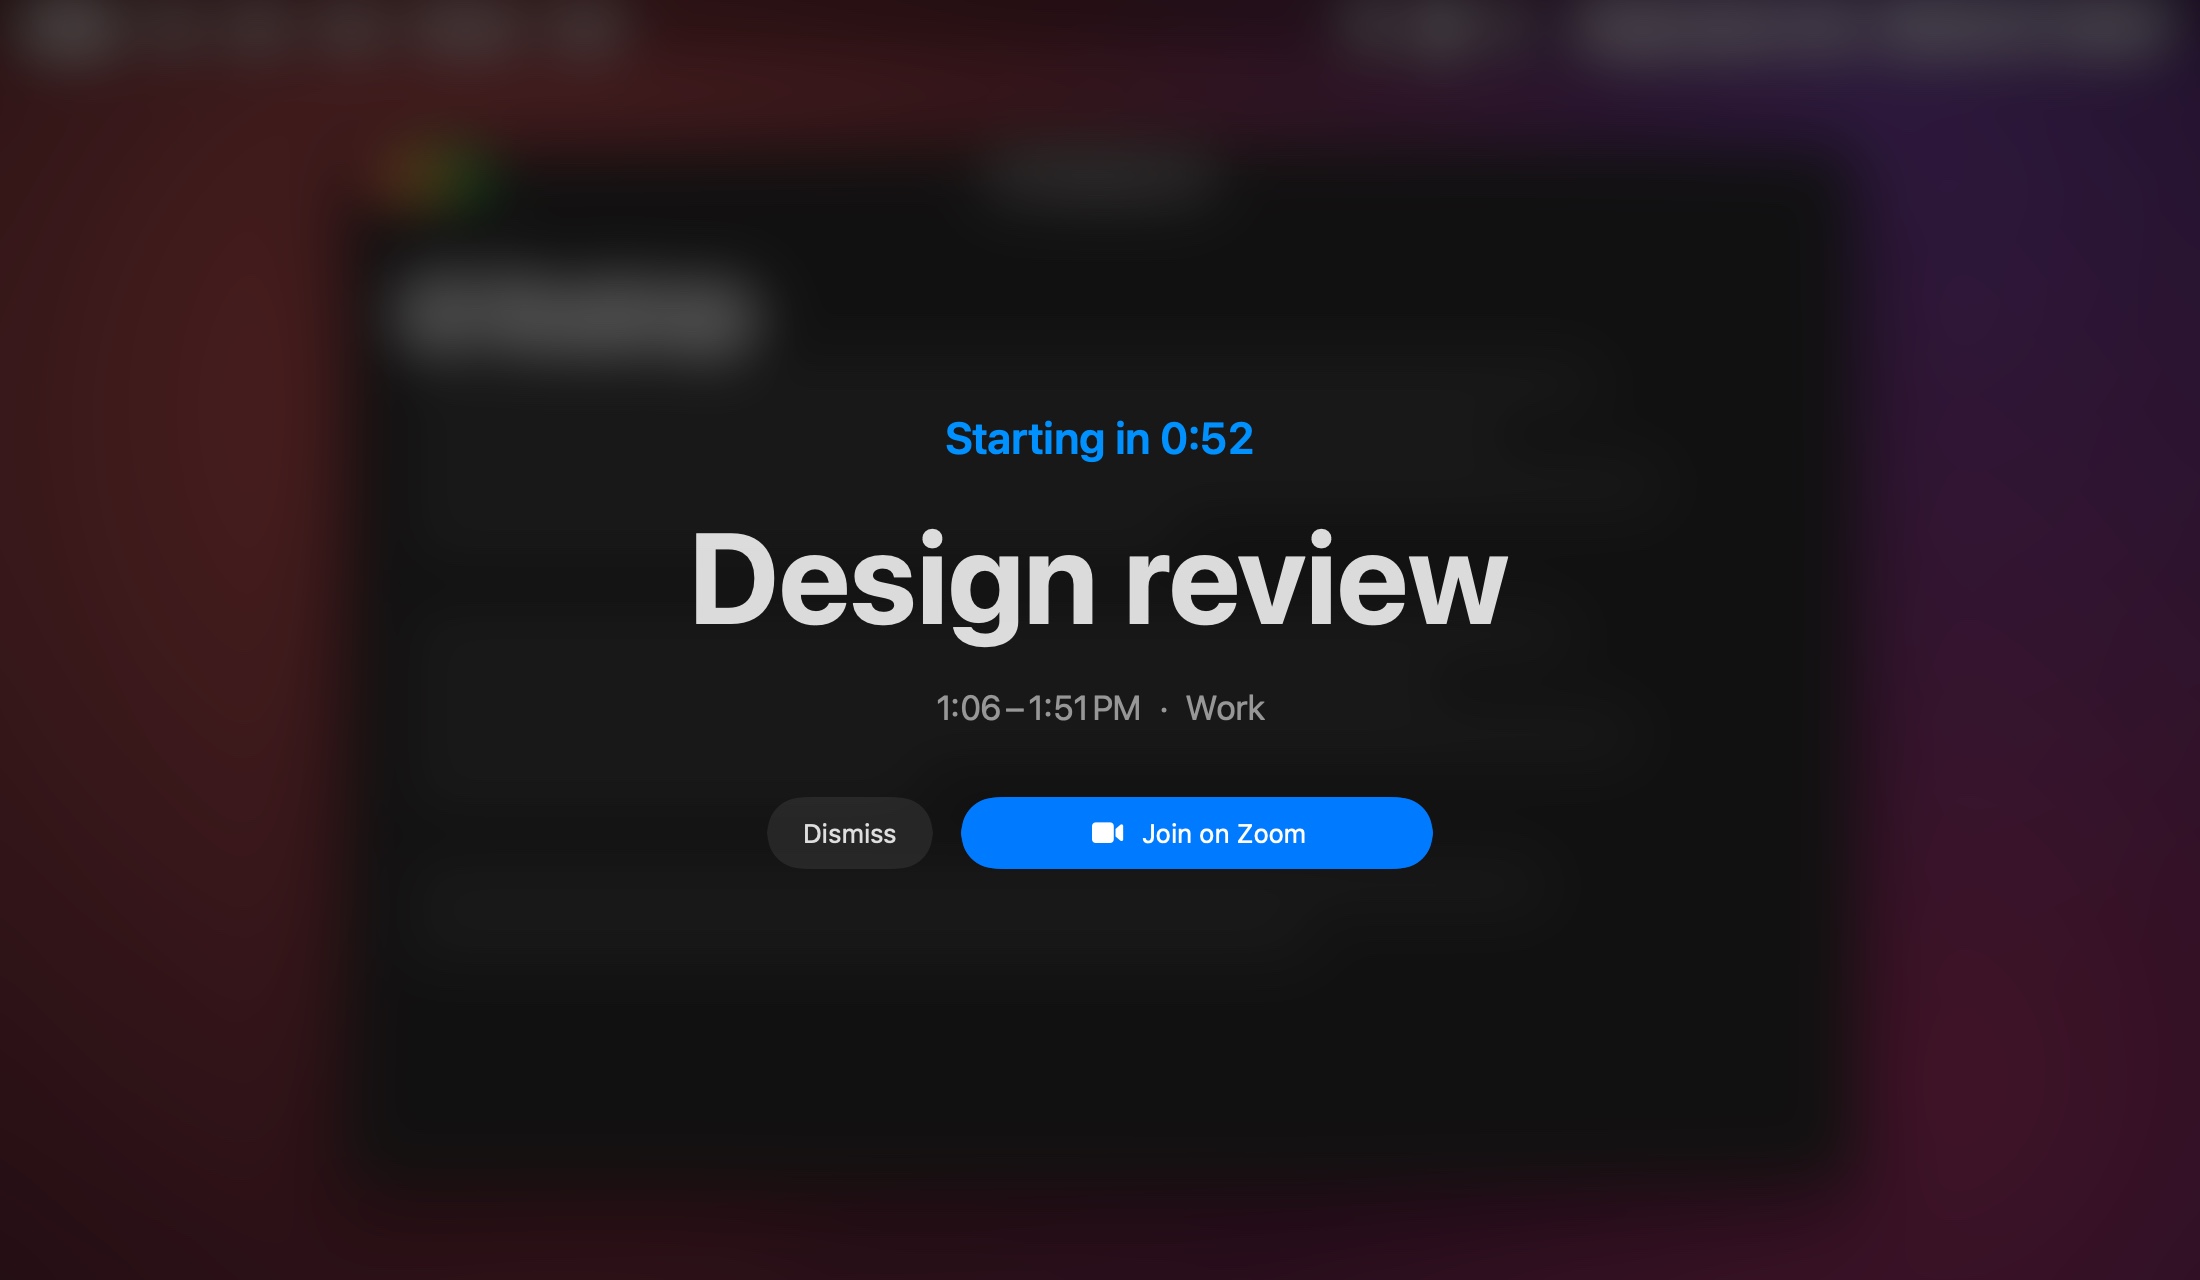 Starting in 0:52
Design review
1:06 – 1:51 PM · Work
Dismiss
Join on Zoom